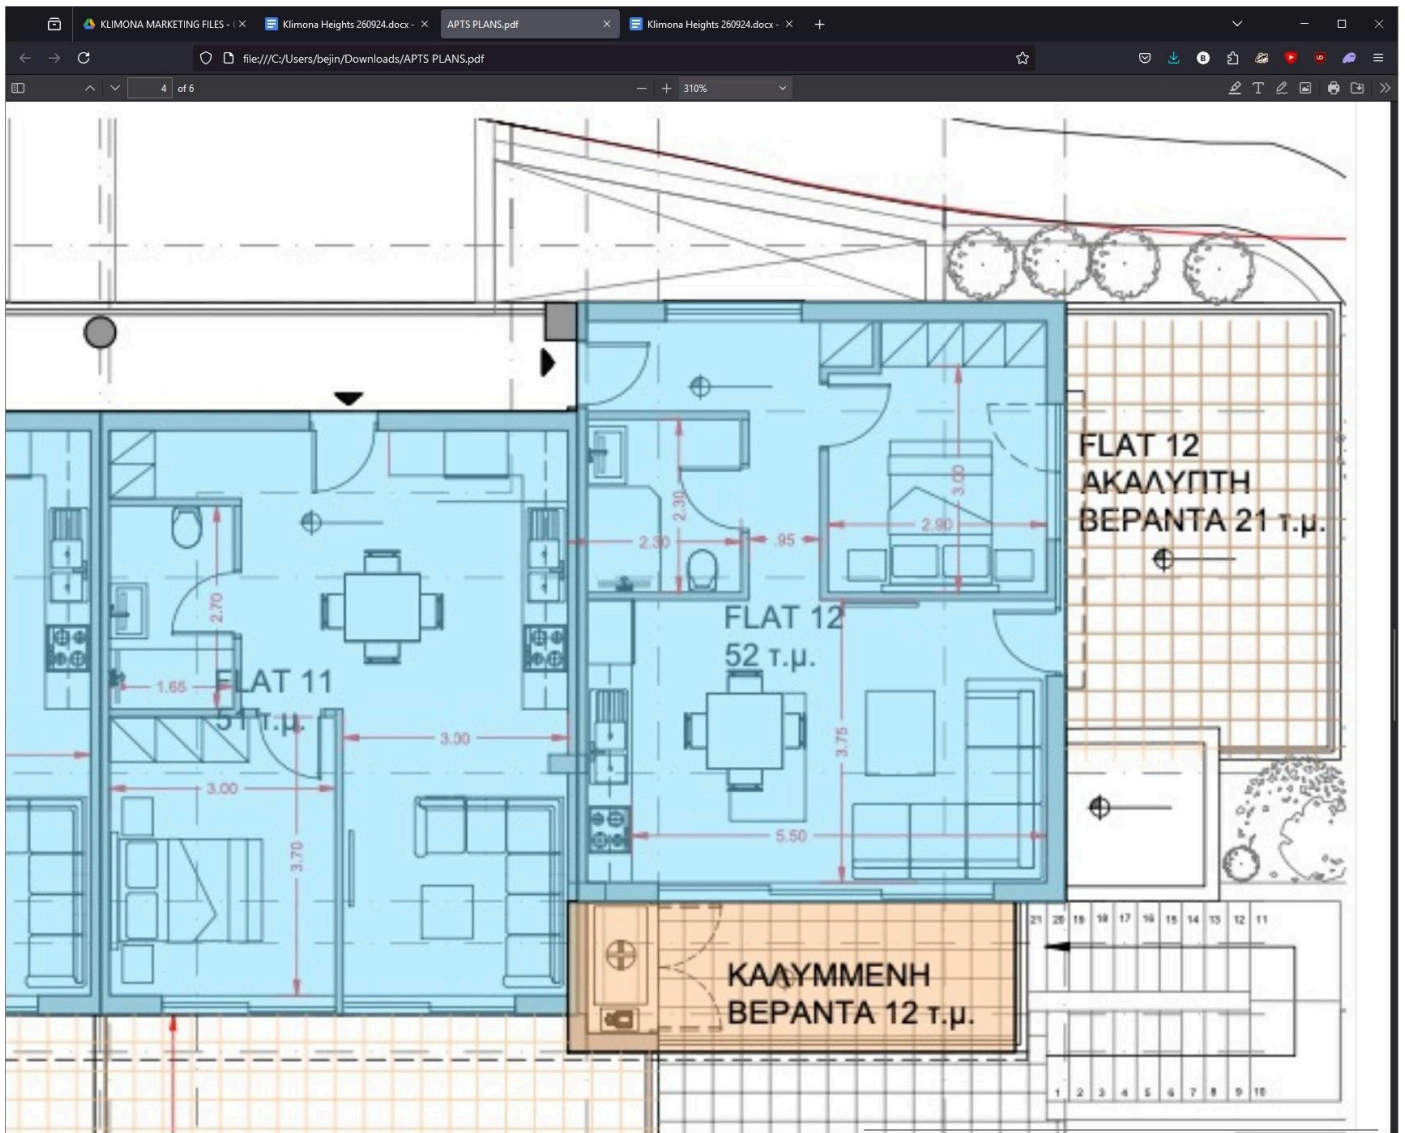 KLIMONA MARKETING FILES - (
Klimona Heights 260924.docx -
APTS PLANS.pdf
Klimona Heights 260924.docx -
file:///C:/Users/bejin/Downloads/APTS PLANS.pdf
4 of 6
310%
FLAT 12
ΑΚΑΛΥΠΤΗ
ΒΕΡΑΝΤΑ 21 τ.μ.
3.00
2.30
2.30
.95
2.90
2.70
FLAT 12
52 τ.μ.
1.65
FLAT 11
51 τ.μ.
3.00
3.75
3.00
5.50
3.70
21 20 19 18 17 16 15 14 13 12 11
ΚΑΛΥΜΜΕΝΗ
ΒΕΡΑΝΤΑ 12 τ.μ.
1 2 3 4 5 6 7 8 9 10